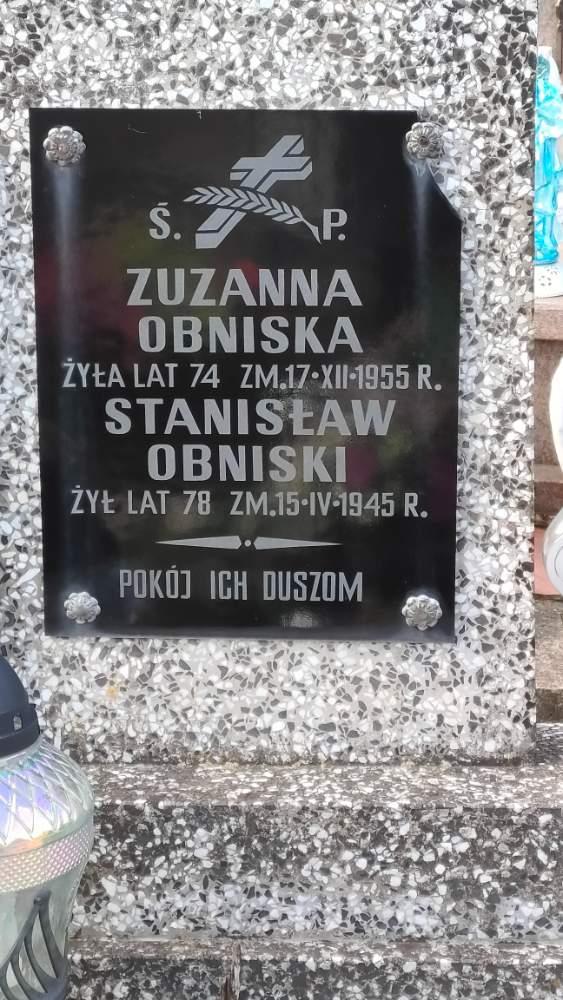 Ś. P.
ZUZANNA
OBNISKA
ŻYŁA LAT 74 ZM.17•XII•1955 R.
STANISŁAW
OBNISKI
ŻYŁ LAT 78 ZM.15•IV•1945 R.
POKÓJ ICH DUSZOM